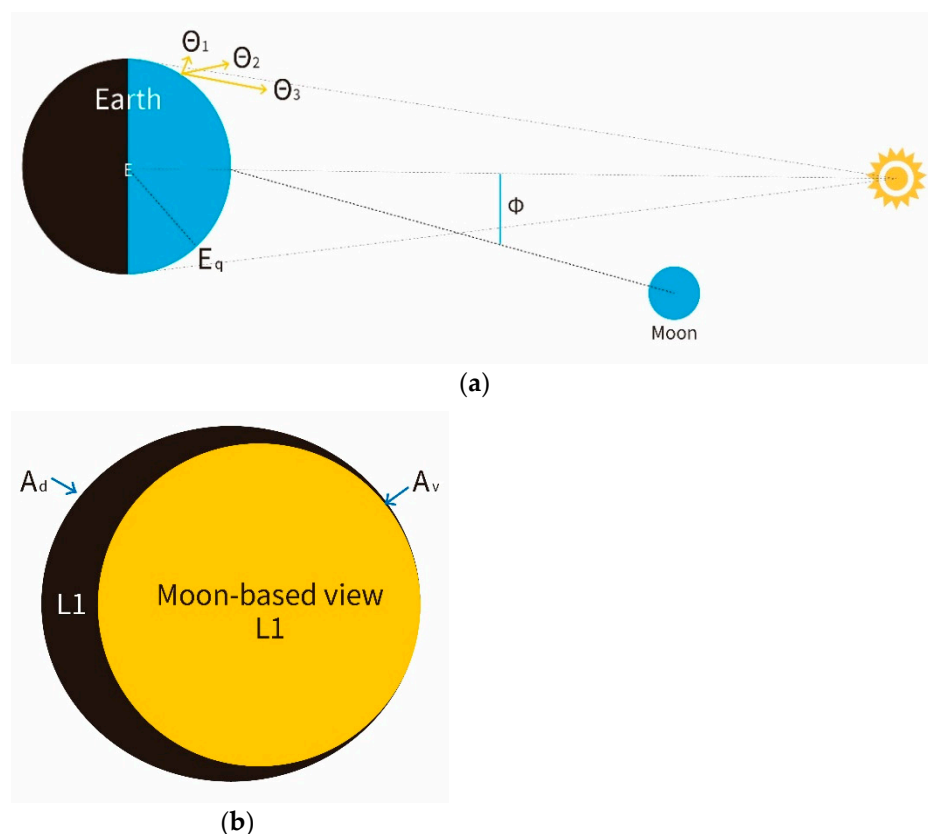 Θ1
Θ2
Θ3
Earth
E
Φ
Eq
Moon
(a)
Ad
Av
L1
Moon-based view
L1
(b)